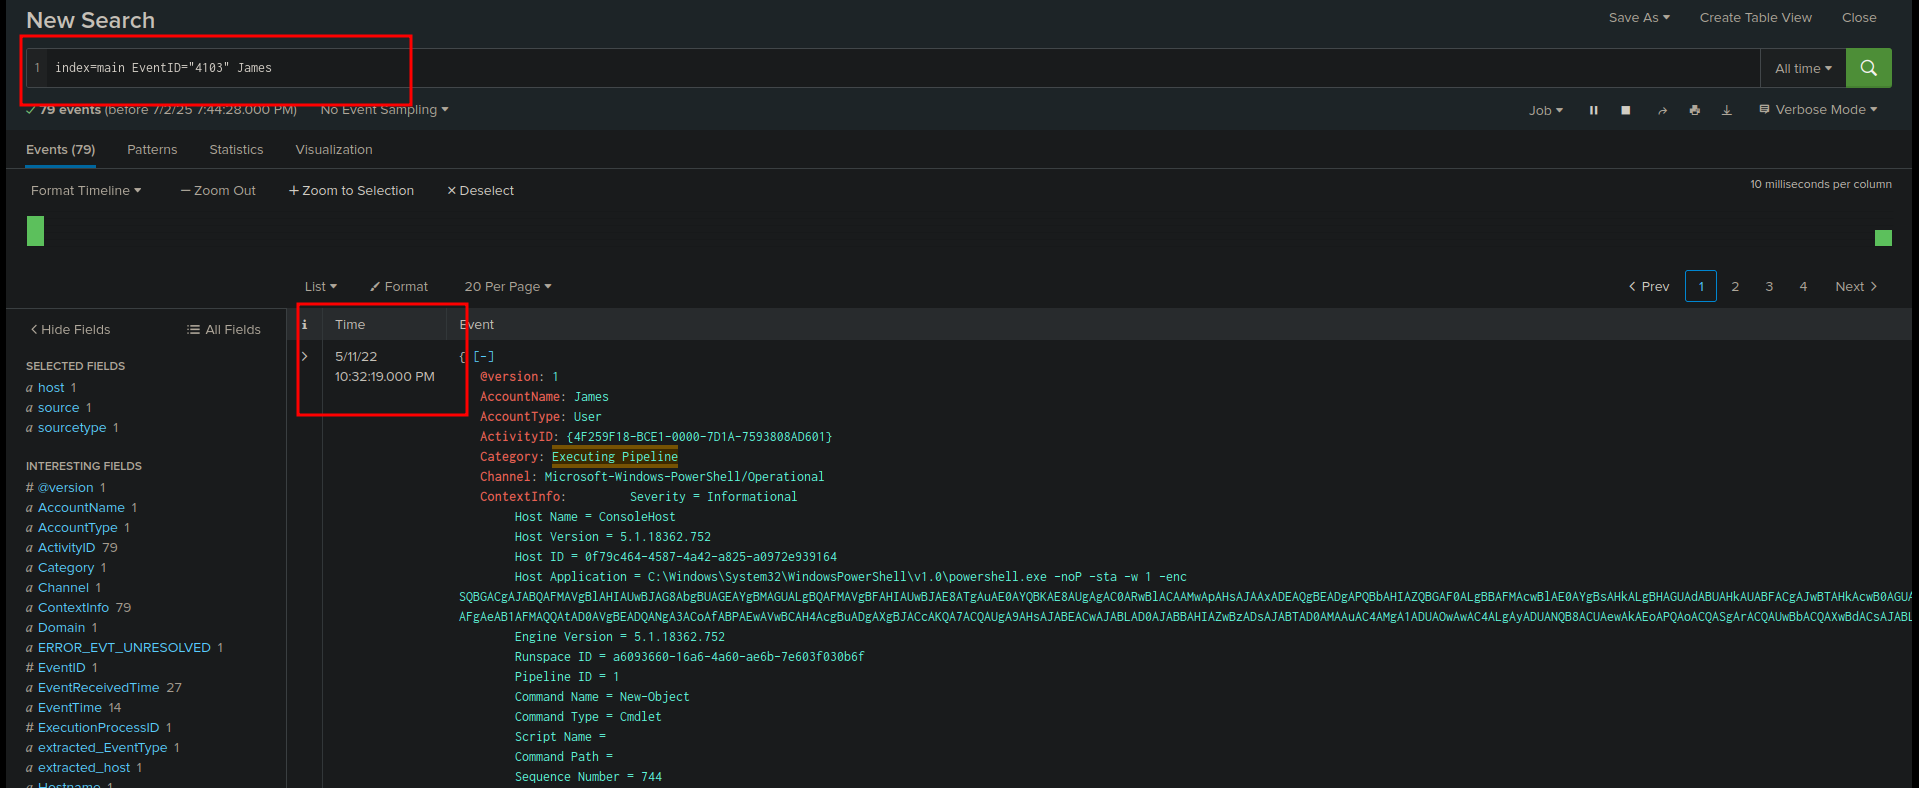 New Search
Save As Create Table View Close
1 index=main EventID="4103" James
All time
79 events (before 7/2/25 7:44:28.000 PM) No Event Sampling
Job Verbose Mode
Events (79) Patterns Statistics Visualization
Format Timeline — Zoom Out + Zoom to Selection × Deselect
10 milliseconds per column
List Format 20 Per Page
< Prev 1 2 3 4 Next >
< Hide Fields All Fields
SELECTED FIELDS
a host 1
a source 1
a sourcetype 1
INTERESTING FIELDS
# @version 1
a AccountName 1
a AccountType 1
a ActivityID 79
a Category 1
a Channel 1
a ContextInfo 79
a Domain 1
a ERROR_EVT_UNRESOLVED 1
# EventID 1
a EventReceivedTime 27
a EventTime 14
# ExecutionProcessID 1
a extracted_EventType 1
a extracted_host 1
a Hostname 1
i Time Event
> 5/11/22
10:32:19.000 PM
{ [-]
@version: 1
AccountName: James
AccountType: User
ActivityID: {4F259F18-BCE1-0000-7D1A-7593808AD601}
Category: Executing Pipeline
Channel: Microsoft-Windows-PowerShell/Operational
ContextInfo: Severity = Informational
Host Name = ConsoleHost
Host Version = 5.1.18362.752
Host ID = 0f79c464-4587-4a42-a825-a0972e939164
Host Application = C:\Windows\System32\WindowsPowerShell\v1.0\powershell.exe -noP -sta -w 1 -enc
Engine Version = 5.1.18362.752
Runspace ID = a6093660-16a6-4a60-ae6b-7e603f030b6f
Pipeline ID = 1
Command Name = New-Object
Command Type = Cmdlet
Script Name =
Command Path =
Sequence Number = 744